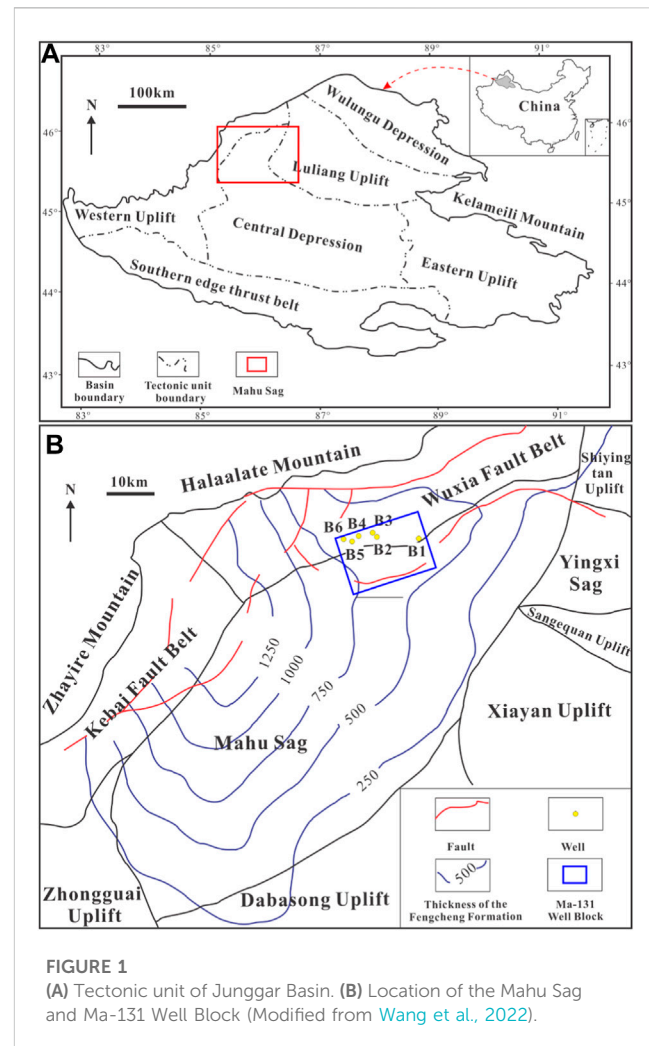 83°
85°
87°
89°
91°
A
N
100km
China
Wulungu Depression
46°
46°
Luliang Uplift
Kelameili Mountain
45°
45°
Western Uplift
Central Depression
Eastern Uplift
Southern edge thrust belt
44°
44°
43°
43°
Basin
boundary
Tectonic unit
boundary
Mahu Sag
83°
85°
87°
89°
91°
B
N
10km
Halaalate Mountain
Wuxia Fault Belt
Shiying
tan
Uplift
B6 B4 B3
B5 B2 B1
Yingxi
Sag
Sangequan Uplift
Zhayire Mountain
Kebai Fault Belt
1250
1000
750
500
250
Mahu Sag
Xiayan Uplift
Zhongguai
Uplift
Dabasong Uplift
Fault
Well
500
Thickness of the
Fengcheng Formation
Ma-131
Well Block
FIGURE 1
(A) Tectonic unit of Junggar Basin. (B) Location of the Mahu Sag
and Ma-131 Well Block (Modified from Wang et al., 2022).